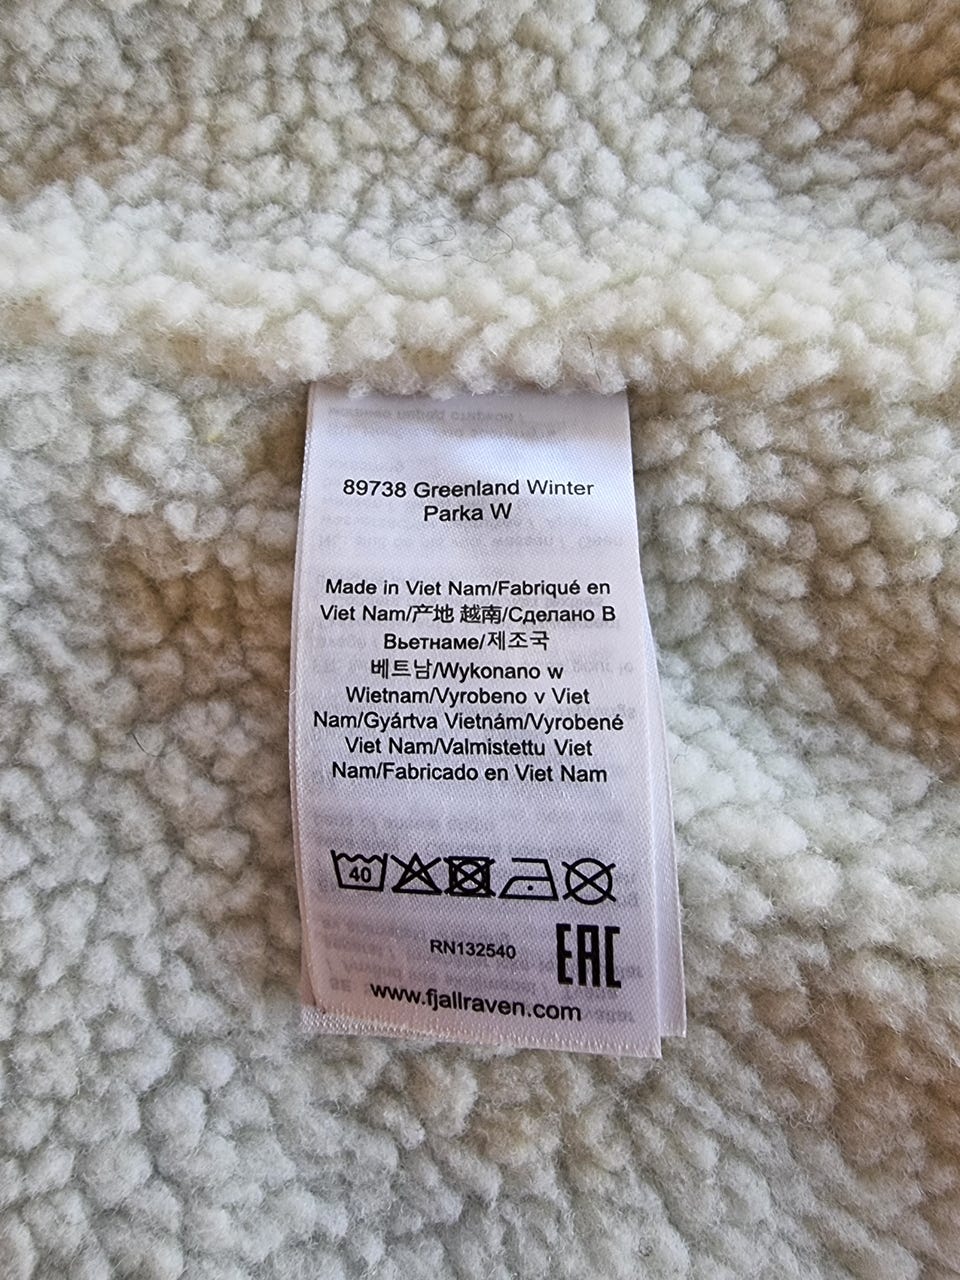 89738 Greenland Winter
Parka W
Made in Viet Nam/Fabriqué en
Viet Nam/产地 越南/Сделано В
Вьетнаме/제조국
베트남/Wykonano w
Wietnam/Vyrobeno v Viet
Nam/Gyártva Vietnám/Vyrobené
Viet Nam/Valmistettu Viet
Nam/Fabricado en Viet Nam
40
RN132540
EAC
www.fjallraven.com